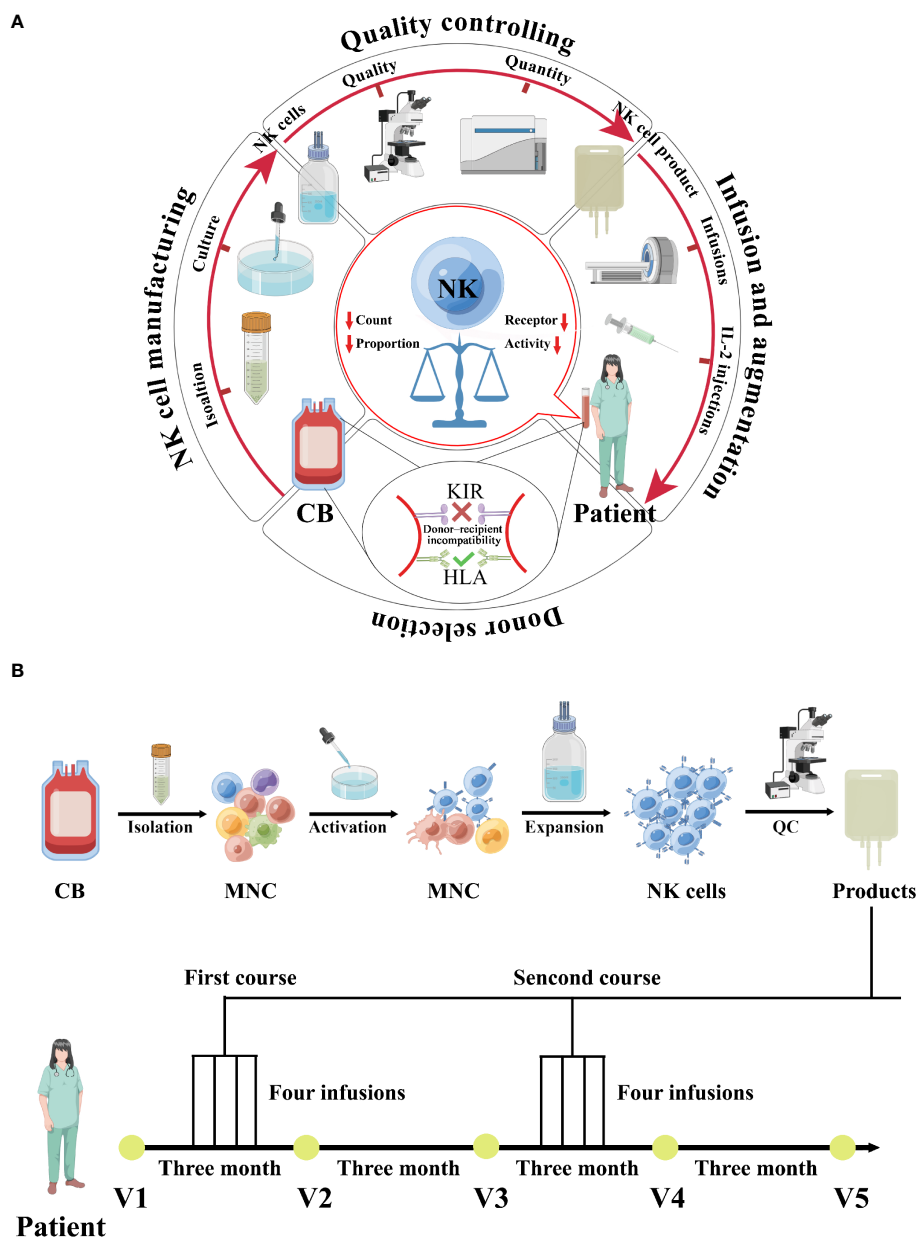 A
Quality controlling
Quality
Quantity
NK cells
NK cell product
NK cell manufacturing
Culture
Isoaltion
Infusion and augmentation
Infusions
IL-2 injections
NK
Count
Receptor
Proportion
Activity
CB
Patient
KIR
Donor–recipient
incompatibility
HLA
Donor selection
B
Isolation
Activation
Expansion
QC
CB
MNC
MNC
NK cells
Products
First course
Sencond course
Four infusions
Four infusions
Three month
Three month
Three month
Three month
V1
V2
V3
V4
V5
Patient